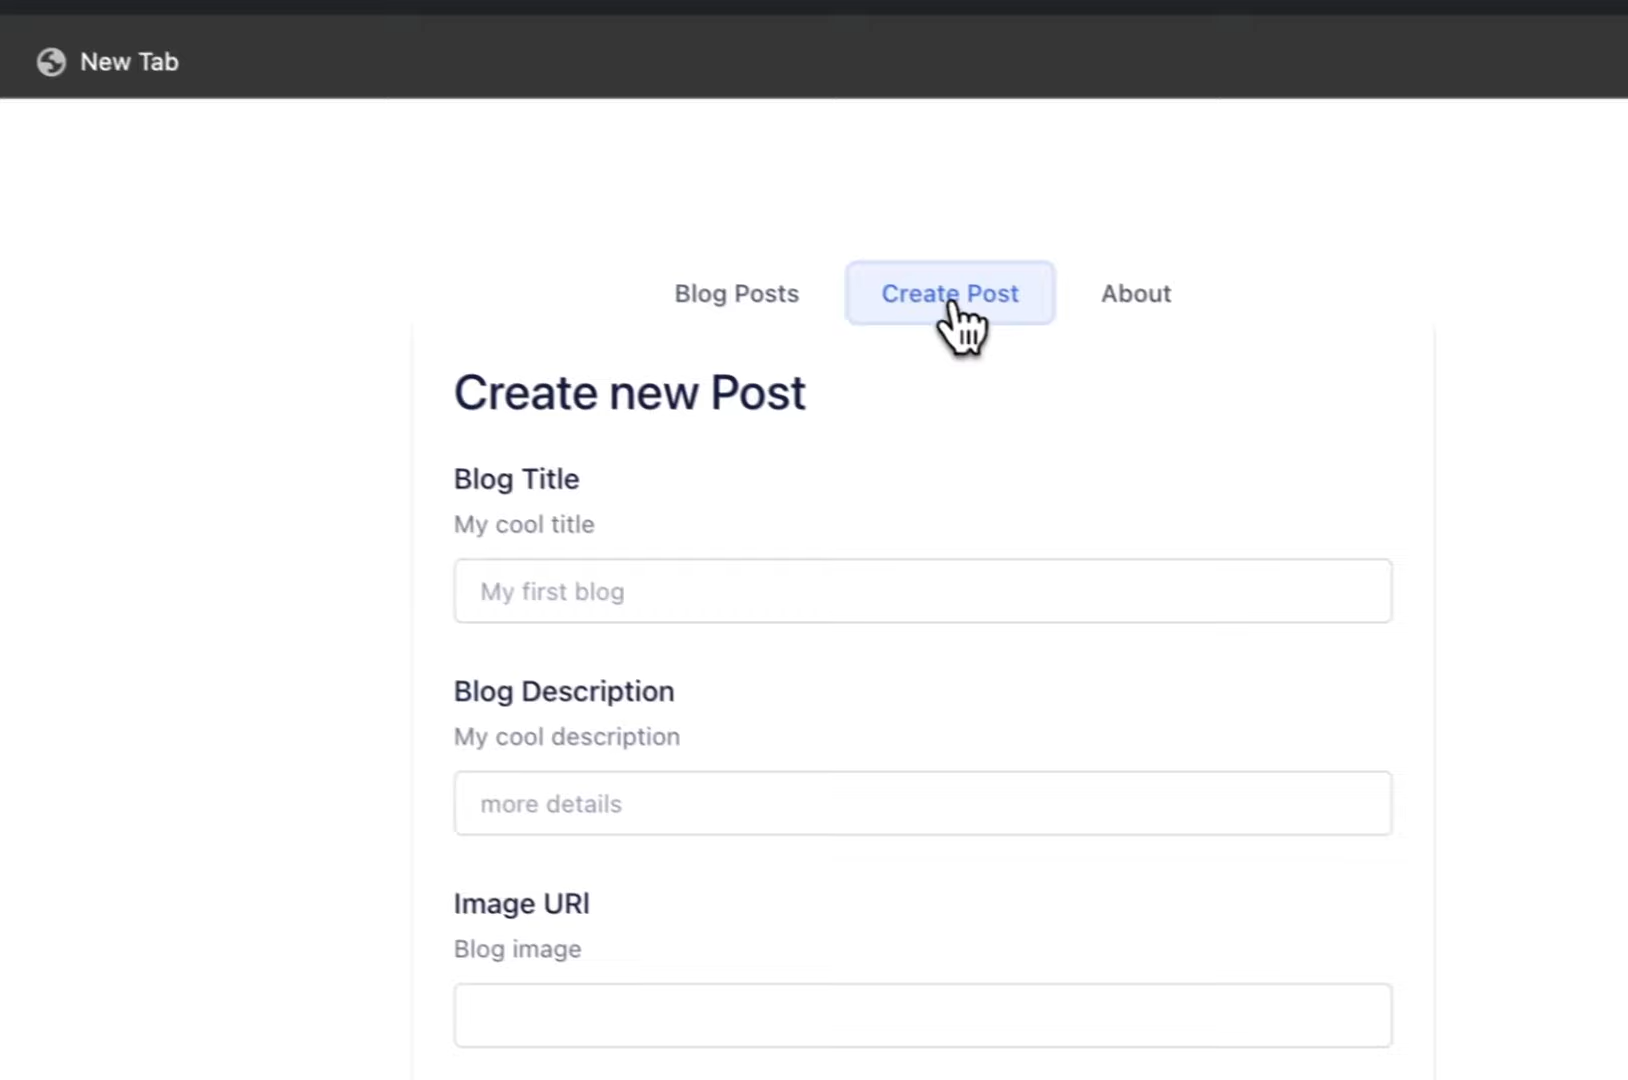 New Tab
Blog Posts Create Post About
Create new Post
Blog Title
My cool title
My first blog
Blog Description
My cool description
more details
Image URl
Blog image